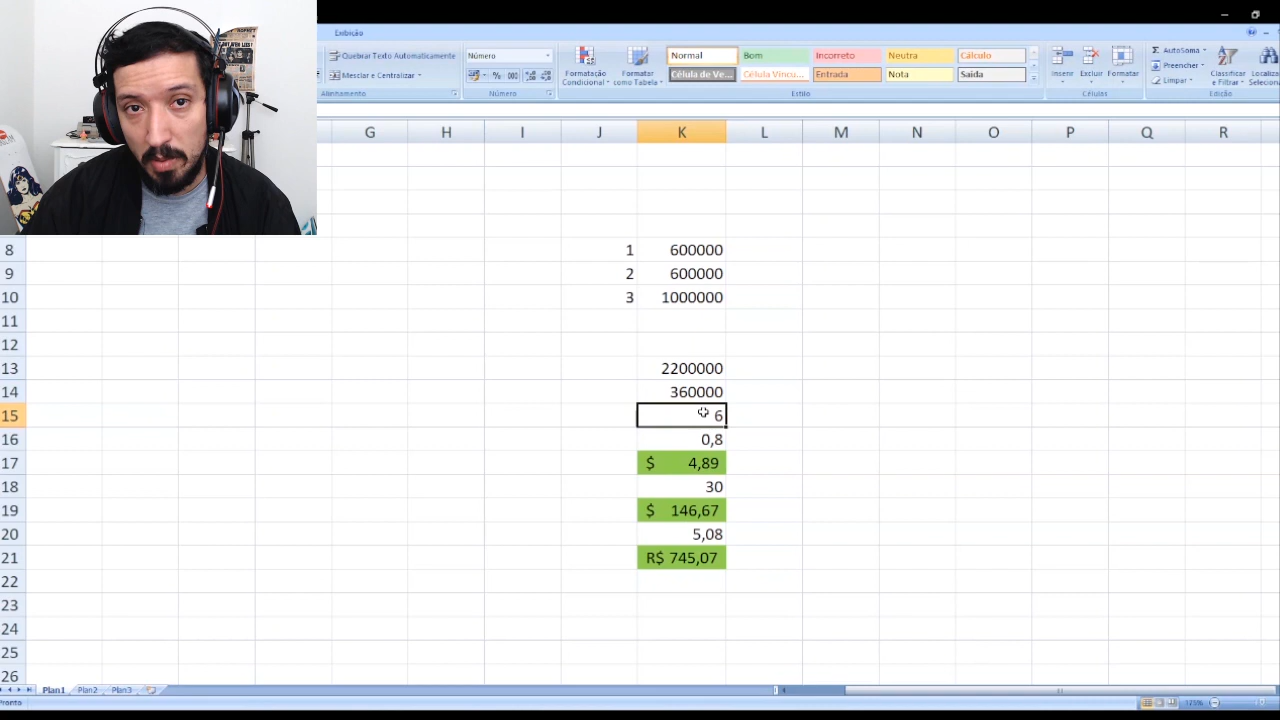 Exibição
Quebrar Texto Automaticamente
Mesclar e Centralizar
Número
% 000
Formatação Condicional
Formatar como Tabela
Normal
Bom
Incorreto
Neutra
Cálculo
Célula de Ve...
Célula Víncu...
Entrada
Nota
Saída
Inserir
Excluir
Formatar
Σ AutoSoma
Preencher
Limpar
Classificar e Filtrar
Alinhamento
Número
Estilo
Células
Edição
G H I J K L M N O P Q R
8 1 600000
9 2 600000
10 3 1000000
11
12
13 2200000
14 360000
15 6
16 0,8
17 $ 4,89
18 30
19 $ 146,67
20 5,08
21 R$ 745,07
22
23
24
25
26
Plan1 Plan2 Plan3
Pronto
175%